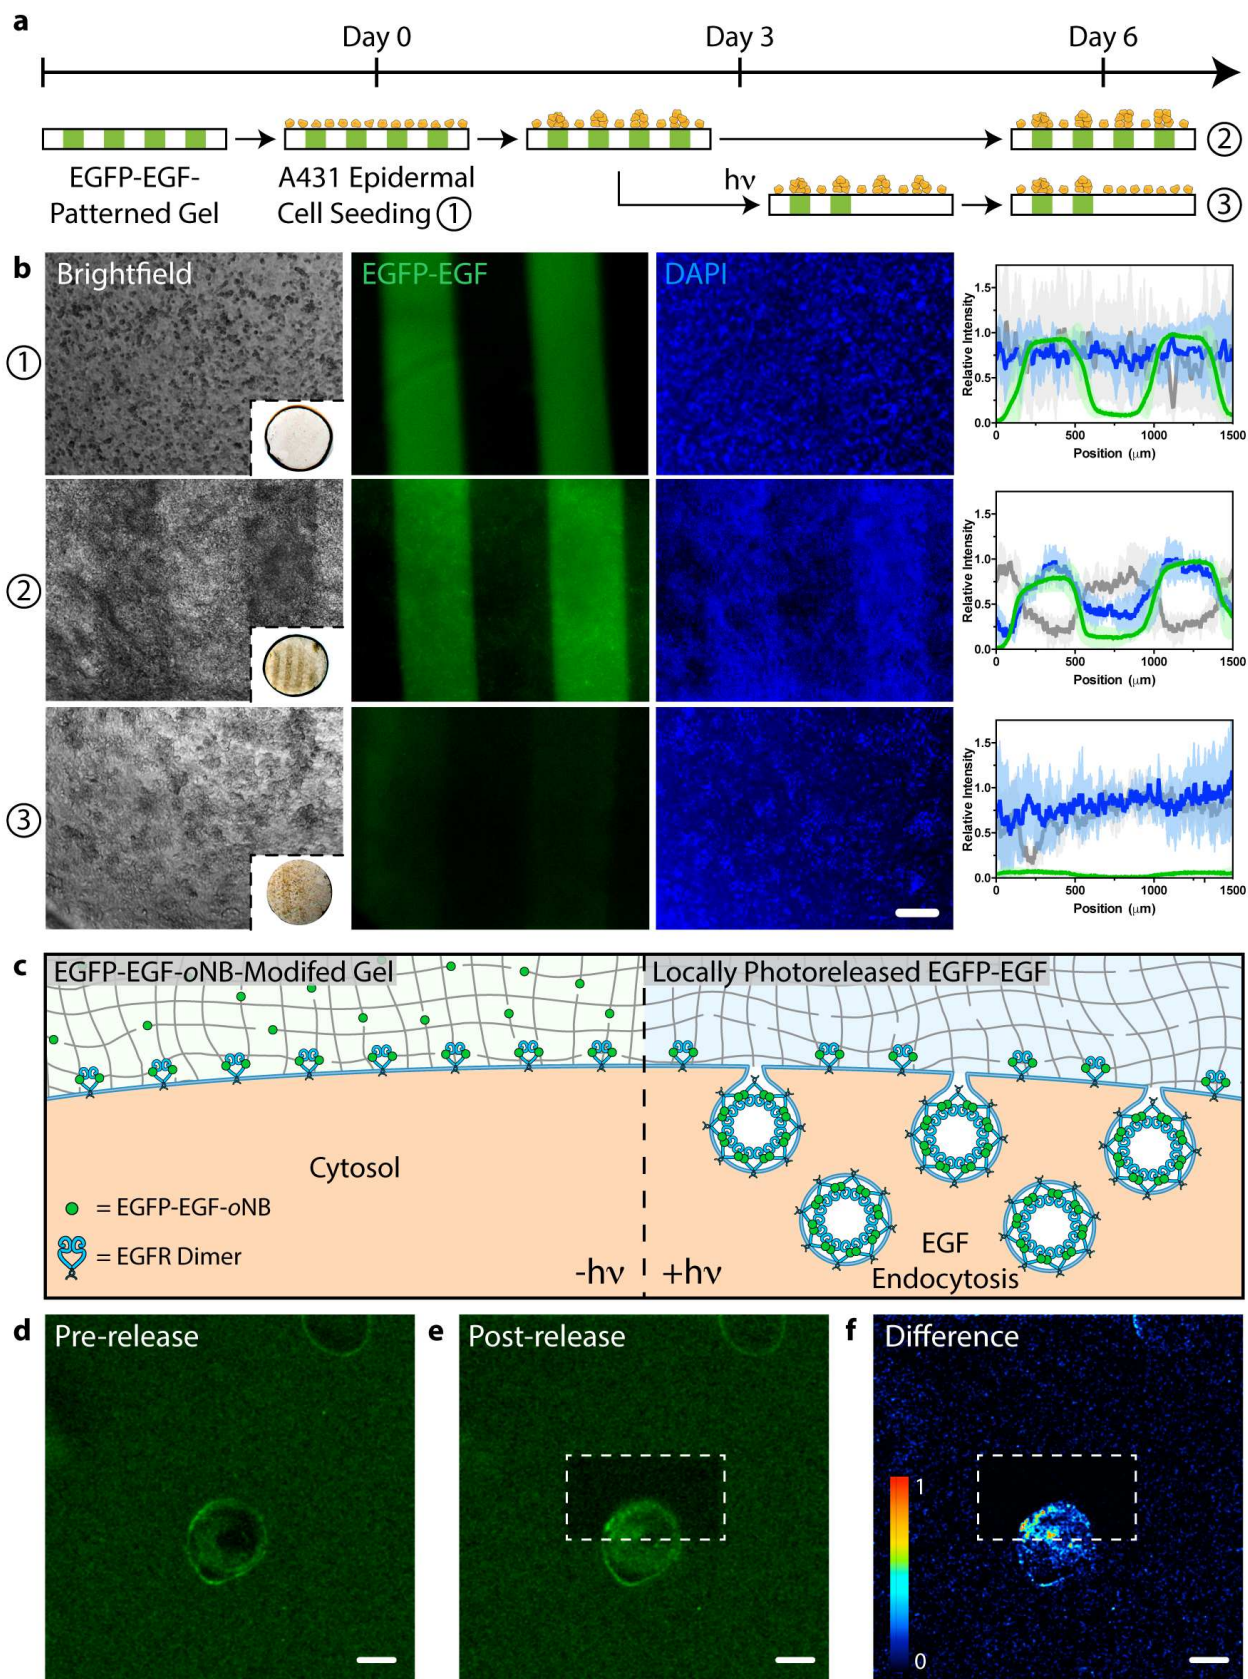 a
Day 0
Day 3
Day 6
EGFP-EGF-
Patterned Gel
A431 Epidermal
Cell Seeding 1
hν
2
3
b
Brightfield
EGFP-EGF
DAPI
1
2
3
Relative Intensity
1.5
1.0
0.5
0.0
0
500
1000
1500
Position (μm)
Relative Intensity
1.5
1.0
0.5
0.0
0
500
1000
1500
Position (μm)
Relative Intensity
1.5
1.0
0.5
0.0
0
500
1000
1500
Position (μm)
c
EGFP-EGF-oNB-Modifed Gel
Locally Photoreleased EGFP-EGF
Cytosol
= EGFP-EGF-oNB
= EGFR Dimer
-hν
+hν
EGF
Endocytosis
d
Pre-release
e
Post-release
f
Difference
1
0